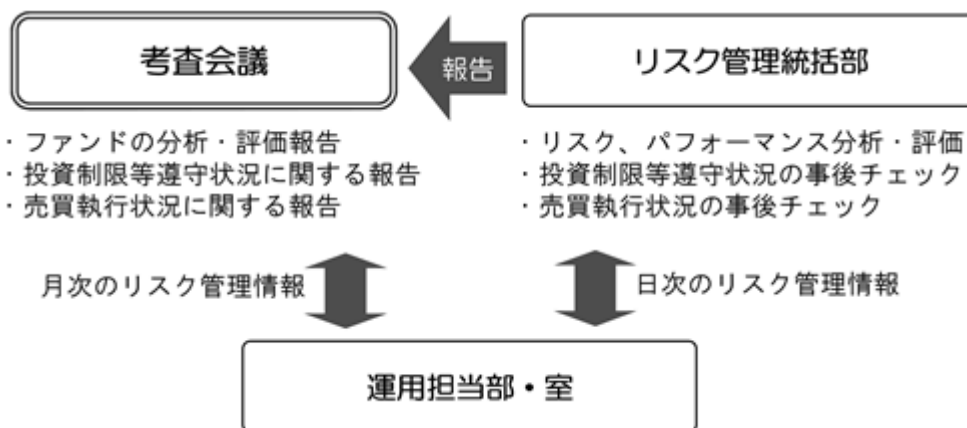 考査会議
報告
リスク管理統括部
・ファンドの分析・評価報告
・投資制限等遵守状況に関する報告
・売買執行状況に関する報告
・リスク、パフォーマンス分析・評価
・投資制限等遵守状況の事後チェック
・売買執行状況の事後チェック
月次のリスク管理情報
日次のリスク管理情報
運用担当部・室